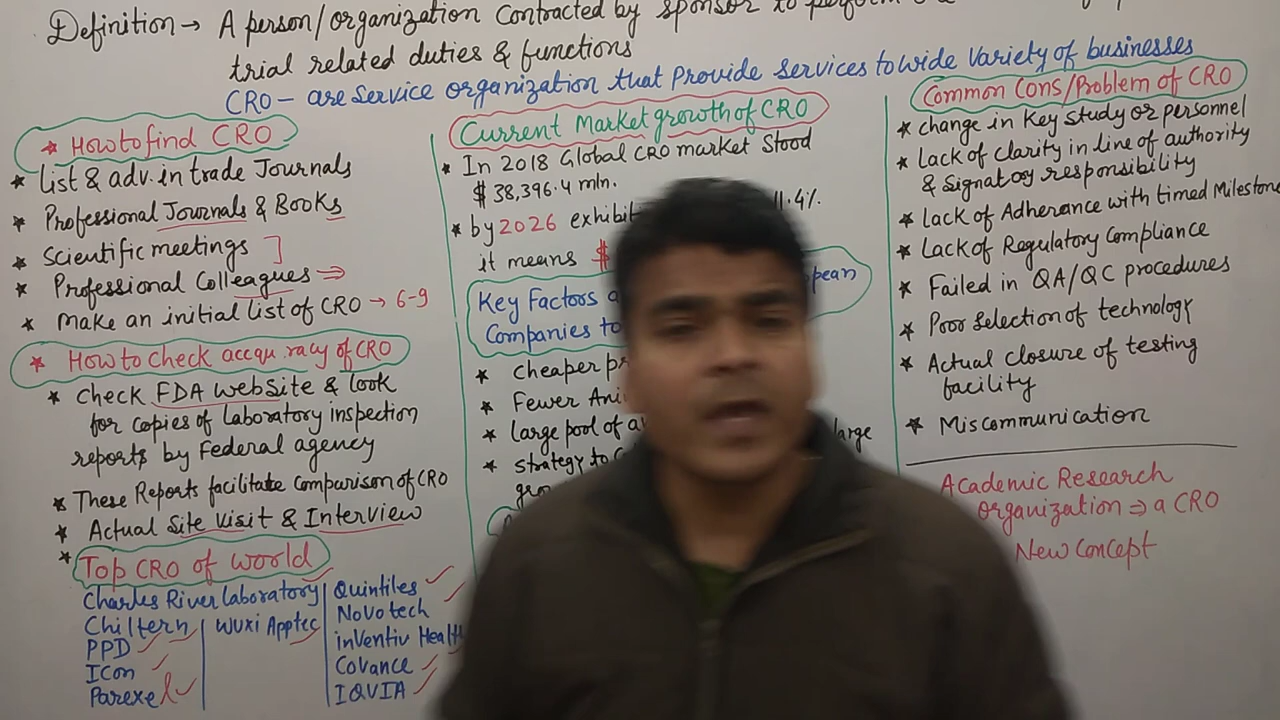 Definition → A person/organization contracted by sponsor to perform
trial related duties & functions
CRO - are service organization that provide services to wide variety of businesses
* How to find CRO
* list & adv. in trade Journals
* Professional Journals & Books
* Scientific meetings ]
* Professional Colleagues ⇒
* Make an initial list of CRO → 6-9
* How to check accquracy of CRO
* Check FDA website & look
for copies of laboratory inspection
reports by Federal agency
* These Reports facilitate comparison of CRO
* Actual site visit & Interview
* Top CRO of world
Charles River laboratory
Chiltern
PPD
Icon
Parexel
Wuxi Apptec
Quintiles
Novotech
inVentiv Health
Covance
IQVIA
Current Market growth of CRO
* In 2018 Global CRO market stood
$ 38,396.4 mln.
* by 2026 exhibit 11.4%.
it means $
Key Factors
Companies to
* cheaper
* Fewer
* large pool of
* strategy to large
Common Cons/Problem of CRO
* change in key study or personnel
* Lack of clarity in line of authority
& signatory responsibility
* Lack of Adherance with timed Milestone
* Lack of Regulatory Compliance
* Failed in QA/QC procedures
* Poor selection of technology
* Actual closure of testing
facility
* Miscommunication
Academic Research
organization ⇒ a CRO
New Concept